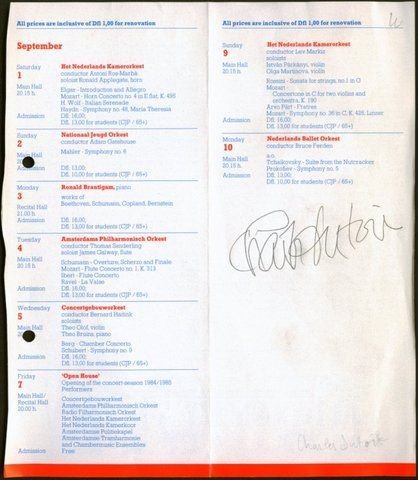 All prices are inclusive of Dfl 1,00 for renovation
September
Saturday
1
Main Hall
20.15 h.
Admission
Het Nederlands Kamerorkest
conductor Antoni Ros-Marbà
soloist Ronald Applegate, horn
Elgar - Introduction and Allegro
Mozart - Horn Concerto no. 4 in E flat, K. 495
H. Wolf - Italian Serenade
Haydn - Symphony no. 48, Maria Theresia
Dfl. 16,00;
Dfl. 13,00 for students (CJP / 65+)
Sunday
2
Main Hall
20.15
Admission
Nationaal Jeugd Orkest
conductor Adam Gatehouse
Mahler - Symphony no. 6
Dfl. 13,00;
Dfl. 10,00 for students (CJP / 65+)
Monday
3
Recital Hall
21.00 h
Admission
Ronald Brautigam, piano
works of
Beethoven, Schumann, Copland, Bernstein
Dfl. 16,00;
Dfl. 13,00 for students (CJP / 65+)
Tuesday
4
Main Hall
20.15 h.
Admission
Amsterdams Philharmonisch Orkest
conductor Thomas Sanderling
soloist James Galway, flute
Schumann - Overture, Scherzo and Finale
Mozart - Flute Concerto no. 1, K. 313
Ibert - Flute Concerto
Ravel - La Valse
Dfl. 16,00;
Dfl. 13,00 for students (CJP / 65+)
Wednesday
5
Main Hall
Admission
Concertgebouworkest
conductor Bernard Haitink
soloists
Theo Olof, violin
Theo Bruins, piano
Berg - Chamber Concerto
Schubert - Symphony no. 9
Dfl. 16,00;
Dfl. 13,00 for students (CJP / 65+)
Friday
7
Main Hall/
Recital Hall
20.00 h.
Admission
'Open House'
Opening of the concert-season 1984/1985
Performers
Concertgebouworkest
Amsterdams Philharmonisch Orkest
Radio Filharmonisch Orkest
Het Nederlands Kamerorkest
Het Nederlands Kamerkoor
Amsterdams Politiekapel
Amsterdamse Tramharmonie
and Chambermusic Ensembles
Free
All prices are inclusive of Dfl 1,00 for renovation
Sunday
9
Main Hall
20.15 h.
Admission
Het Nederlands Kamerorkest
conductor Lev Markiz
soloists
István Párkányi, violin
Olga Martinova, violin
Rossini - Sonata for strings, no. 1 in G
Mozart
Concertone in C for two violins and
orchestra, K. 190
Arvo Pärt - Fratres
Mozart - Symphony no 36 in C, K. 425, Linzer
Dfl. 16,00;
Dfl. 13,00 for students (CJP / 65+)
Monday
10
Main Hall
20.15 h.
Admission
Nederlands Ballet Orkest
conductor Bruce Ferden
a.o.
Tchaikovsky - Suite from the Nutcracker
Prokofiev - Symphony no. 5
Dfl. 13,00;
Dfl. 10,00 for students (CJP / 65+)
Charles Dutoit